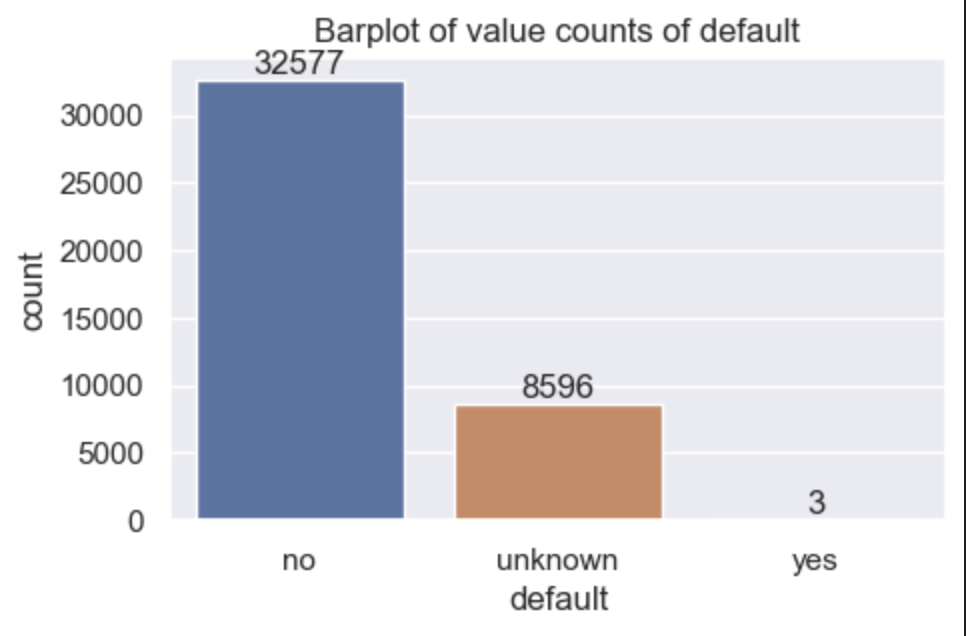 Barplot of value counts of default
32577
30000
25000
20000
15000
10000
5000
0
count
8596
3
no unknown yes
default